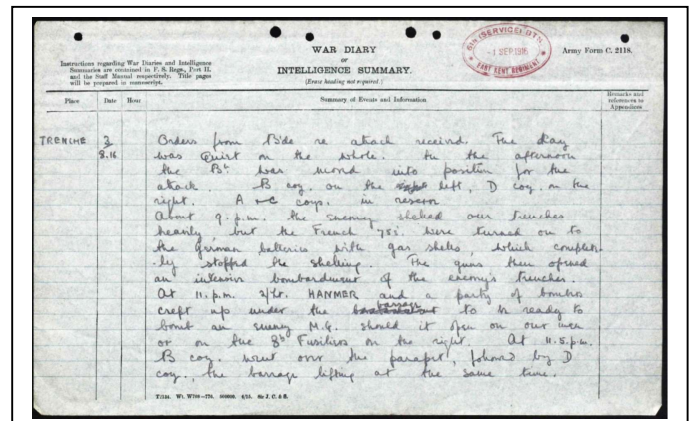 WAR DIARY
or
INTELLIGENCE SUMMARY.
(Erase heading not required.)
Army Form C. 2118.
Instructions regarding War Diaries and Intelligence
Summaries are contained in F. S. Regs., Part II.
and the Staff Manual respectively. Title pages
will be prepared in manuscript.
(SERVICE) BTN
-1 SEP 1916
EAST KENT REGIMENT
Place Date Hour Summary of Events and Information Remarks and references to Appendices
TRENCHES 3/8.16 Orders from B'de re attack received. The day
was Quiet on the whole. In the afternoon
the Bt was moved into position for the
attack. B coy. on the left, D coy. on the
right. A & C coys. in reserve
About 9. p.m. the enemy shelled our trenches
heavily, but the French "75s" were turned on to
the German batteries with gas shells, which complet-
-ly stopped the shelling. The guns then opened
an intensive bombardment of the enemy's trenches.
At 11. p.m. 2/Lt. HANMER and a party of bombers
crept up under the barrage to be ready to
bomb an enemy M.G. should it open on our men
or on the 8th Fusiliers on the right. At 11.5.p.m.
B coy. went over the parapet, followed by D
coy., the barrage lifting at the same time.